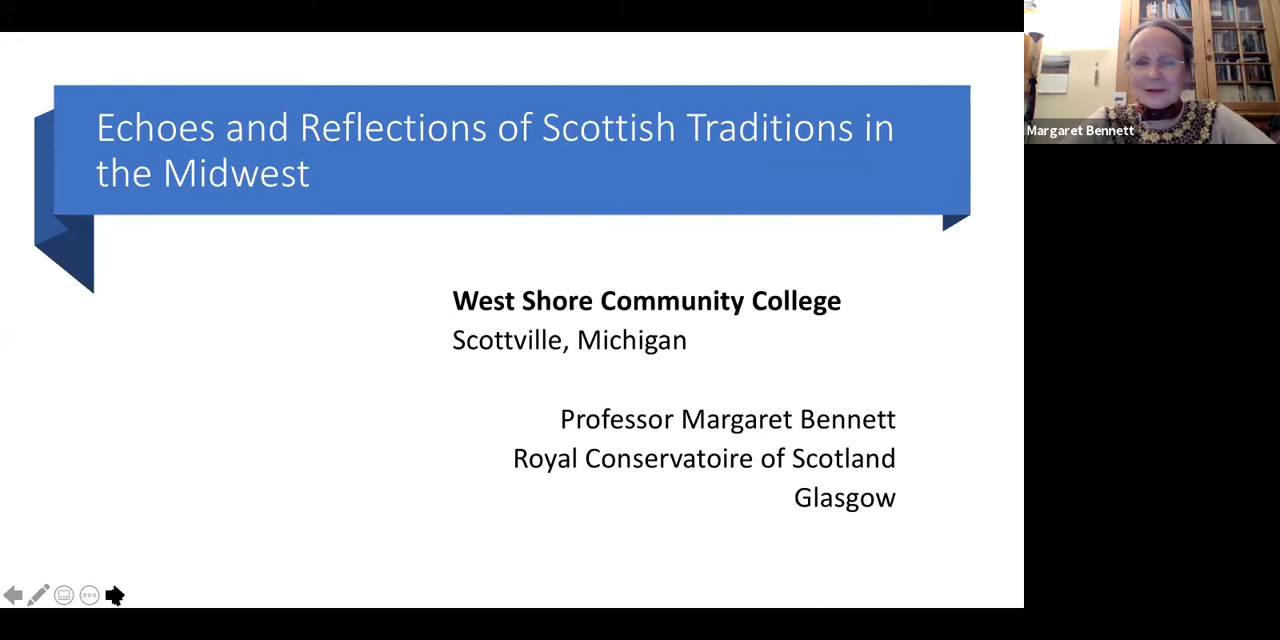 Echoes and Reflections of Scottish Traditions in
the Midwest
West Shore Community College
Scottville, Michigan
Professor Margaret Bennett
Royal Conservatoire of Scotland
Glasgow
Margaret Bennett